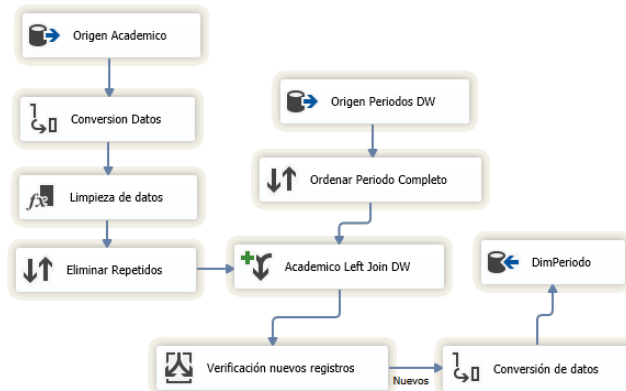 Origen Academico
Conversion Datos
Limpieza de datos
Eliminar Repetidos
Origen Periodos DW
Ordenar Periodo Completo
Academico Left Join DW
Verificación nuevos registros
Nuevos
Conversión de datos
DimPeriodo